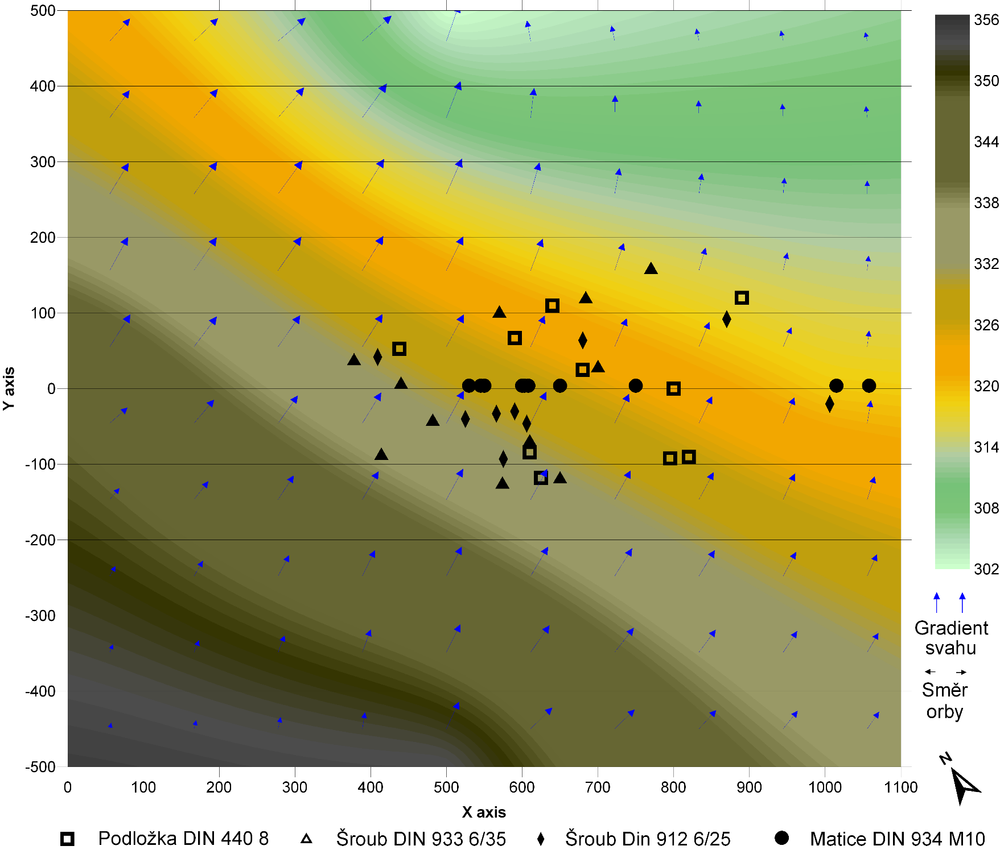 500
400
300
200
100
0
-100
-200
-300
-400
-500
Y axis
0 100 200 300 400 500 600 700 800 900 1000 1100
X axis
356
350
344
338
332
326
320
314
308
302
Gradient
svahu
Směr
orby
N
Podložka DIN 440 8 Šroub DIN 933 6/35 Šroub Din 912 6/25 Matice DIN 934 M10